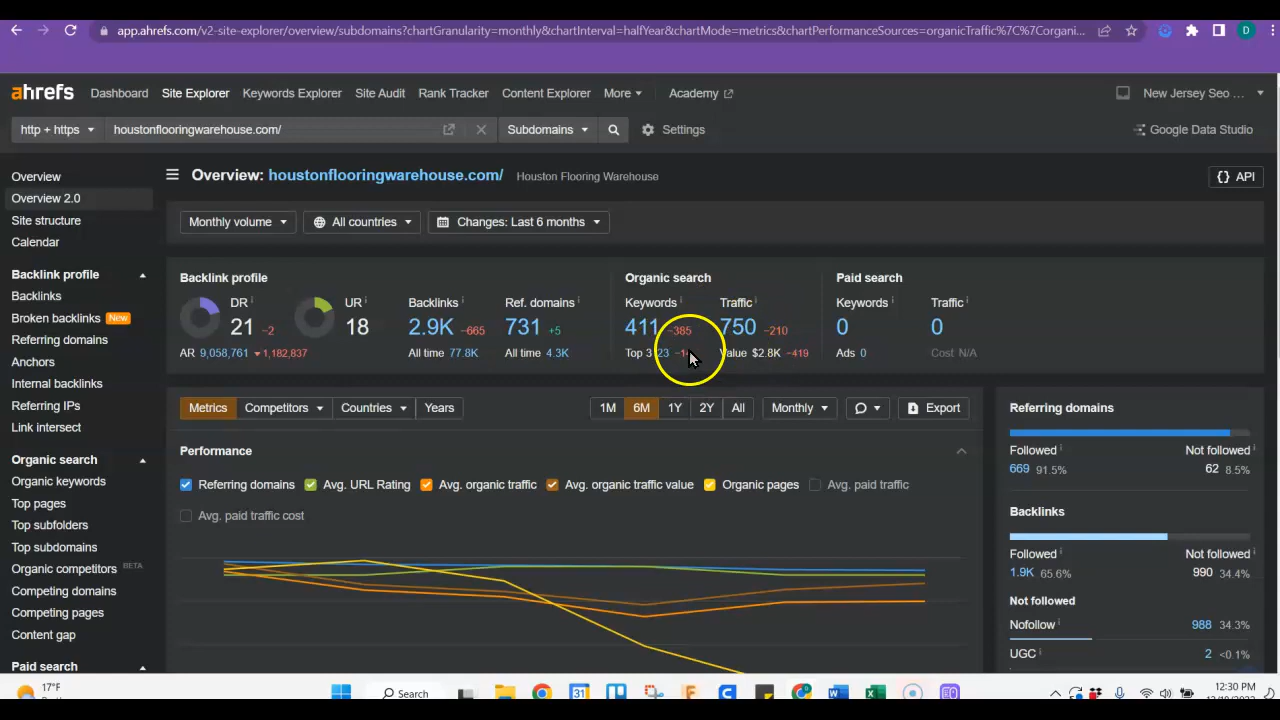 app.ahrefs.com/v2-site-explorer/overview/subdomains?chartGranularity=monthly&chartInterval=halfYear&chartMode=metrics&chartPerformanceSources=organicTraffic%7C%7Corgani...
D
ahrefs Dashboard Site Explorer Keywords Explorer Site Audit Rank Tracker Content Explorer More Academy New Jersey Seo ...
http + https houstonflooringwarehouse.com/ Subdomains Settings Google Data Studio
Overview
Overview 2.0
Site structure
Calendar
Backlink profile
Backlinks
Broken backlinks New
Referring domains
Anchors
Internal backlinks
Referring IPs
Link intersect
Organic search
Organic keywords
Top pages
Top subfolders
Top subdomains
Organic competitors BETA
Competing domains
Competing pages
Content gap
Paid search
Overview: houstonflooringwarehouse.com/ Houston Flooring Warehouse {} API
Monthly volume All countries Changes: Last 6 months
Backlink profile
DR UR Backlinks Ref. domains
21 -2 18 2.9K -665 731 +5
AR 9,058,761 1,182,837 All time 77.8K All time 4.3K
Organic search
Keywords Traffic
411 -385 750 -210
Top 3 23 Value $2.8K -419
Paid search
Keywords Traffic
0 0
Ads 0 Cost N/A
Metrics Competitors Countries Years 1M 6M 1Y 2Y All Monthly Export
Performance
Referring domains Avg. URL Rating Avg. organic traffic Avg. organic traffic value Organic pages Avg. paid traffic
Avg. paid traffic cost
Referring domains
Followed Not followed
669 91.5% 62 8.5%
Backlinks
Followed Not followed
1.9K 65.6% 990 34.4%
Not followed
Nofollow 988 34.3%
UGC 2 <0.1%
17°F
Search
31
12:30 PM